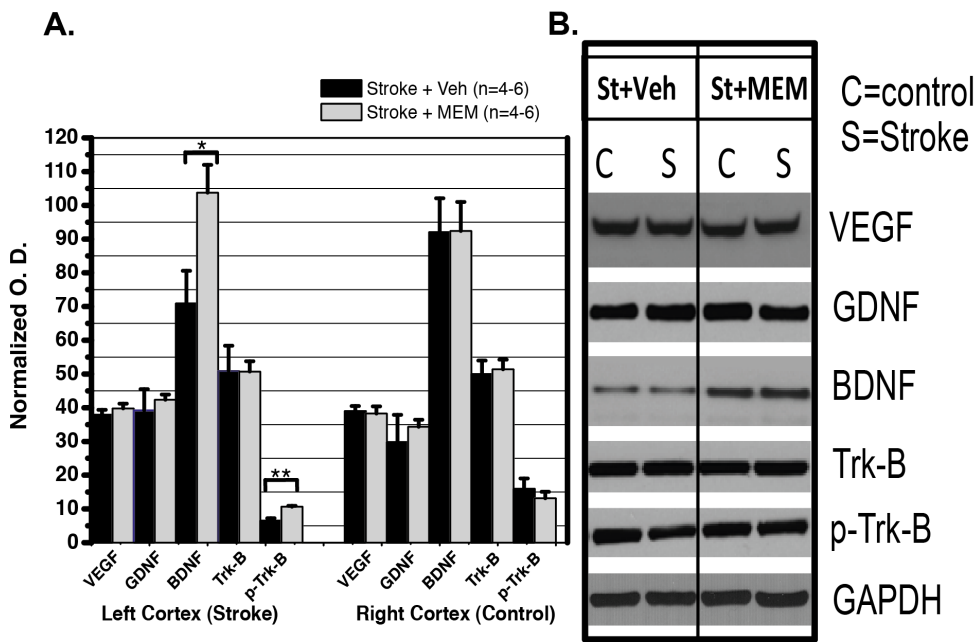 A.
Stroke + Veh (n=4-6)
Stroke + MEM (n=4-6)
Normalized O. D.
120
110
100
90
80
70
60
50
40
30
20
10
0
*
**
VEGF
GDNF
BDNF
Trk-B
p-Trk-B
VEGF
GDNF
BDNF
Trk-B
p-Trk-B
Left Cortex (Stroke)
Right Cortex (Control)
B.
St+Veh St+MEM
C S C S
C=control
S=Stroke
VEGF
GDNF
BDNF
Trk-B
p-Trk-B
GAPDH